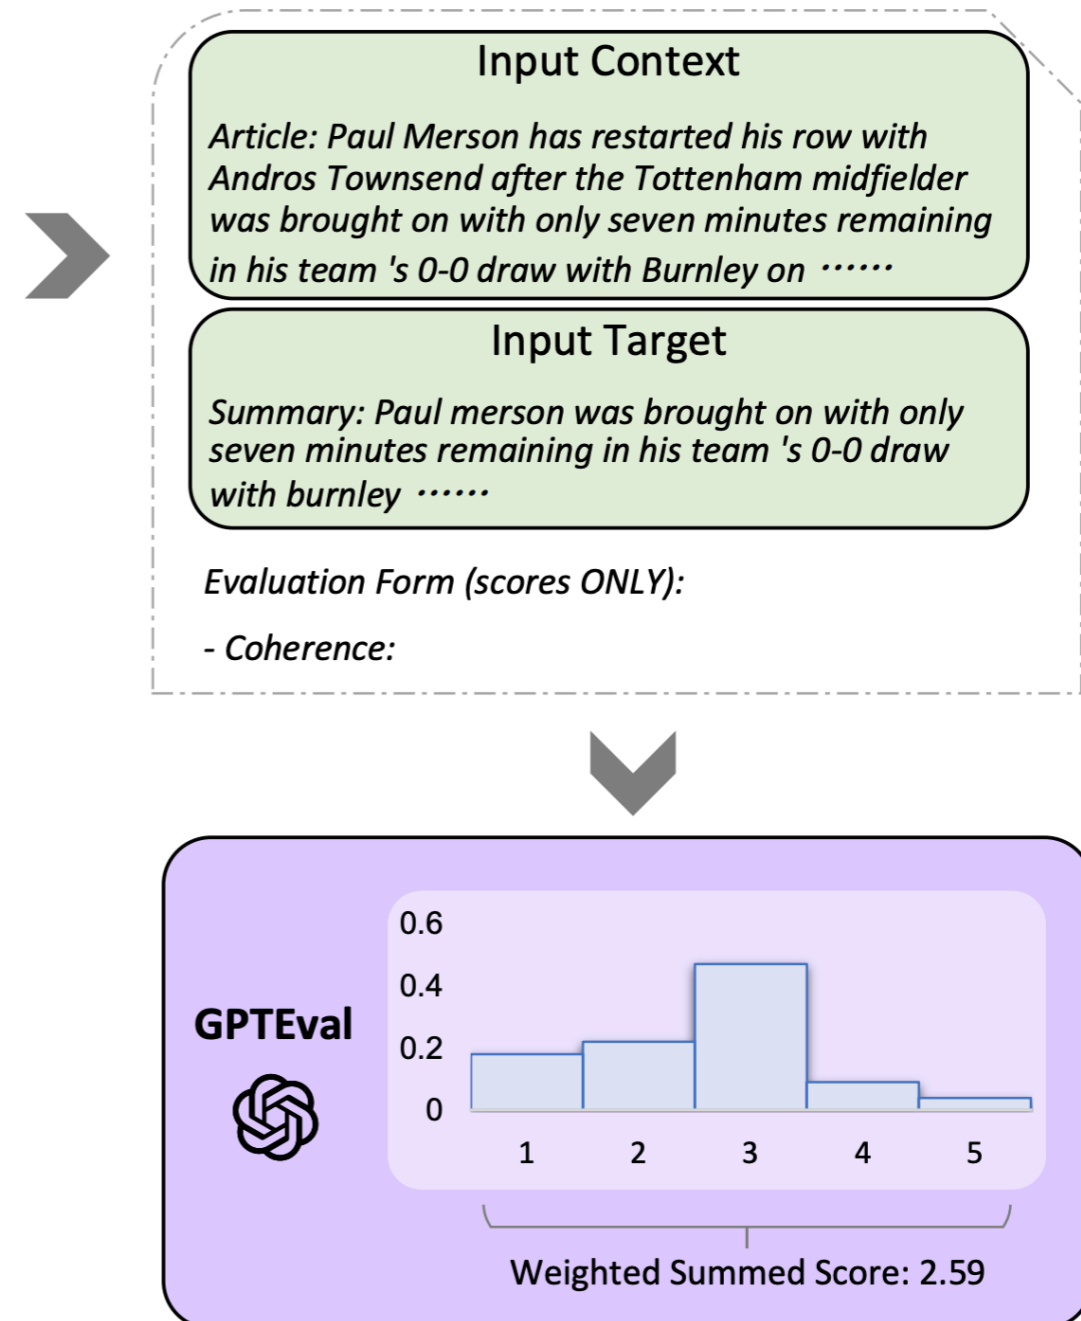 Input Context
Article: Paul Merson has restarted his row with
Andros Townsend after the Tottenham midfielder
was brought on with only seven minutes remaining
in his team 's 0-0 draw with Burnley on ······
Input Target
Summary: Paul merson was brought on with only
seven minutes remaining in his team 's 0-0 draw
with burnley ······
Evaluation Form (scores ONLY):
- Coherence:
GPTEval
0.6
0.4
0.2
0
1 2 3 4 5
Weighted Summed Score: 2.59